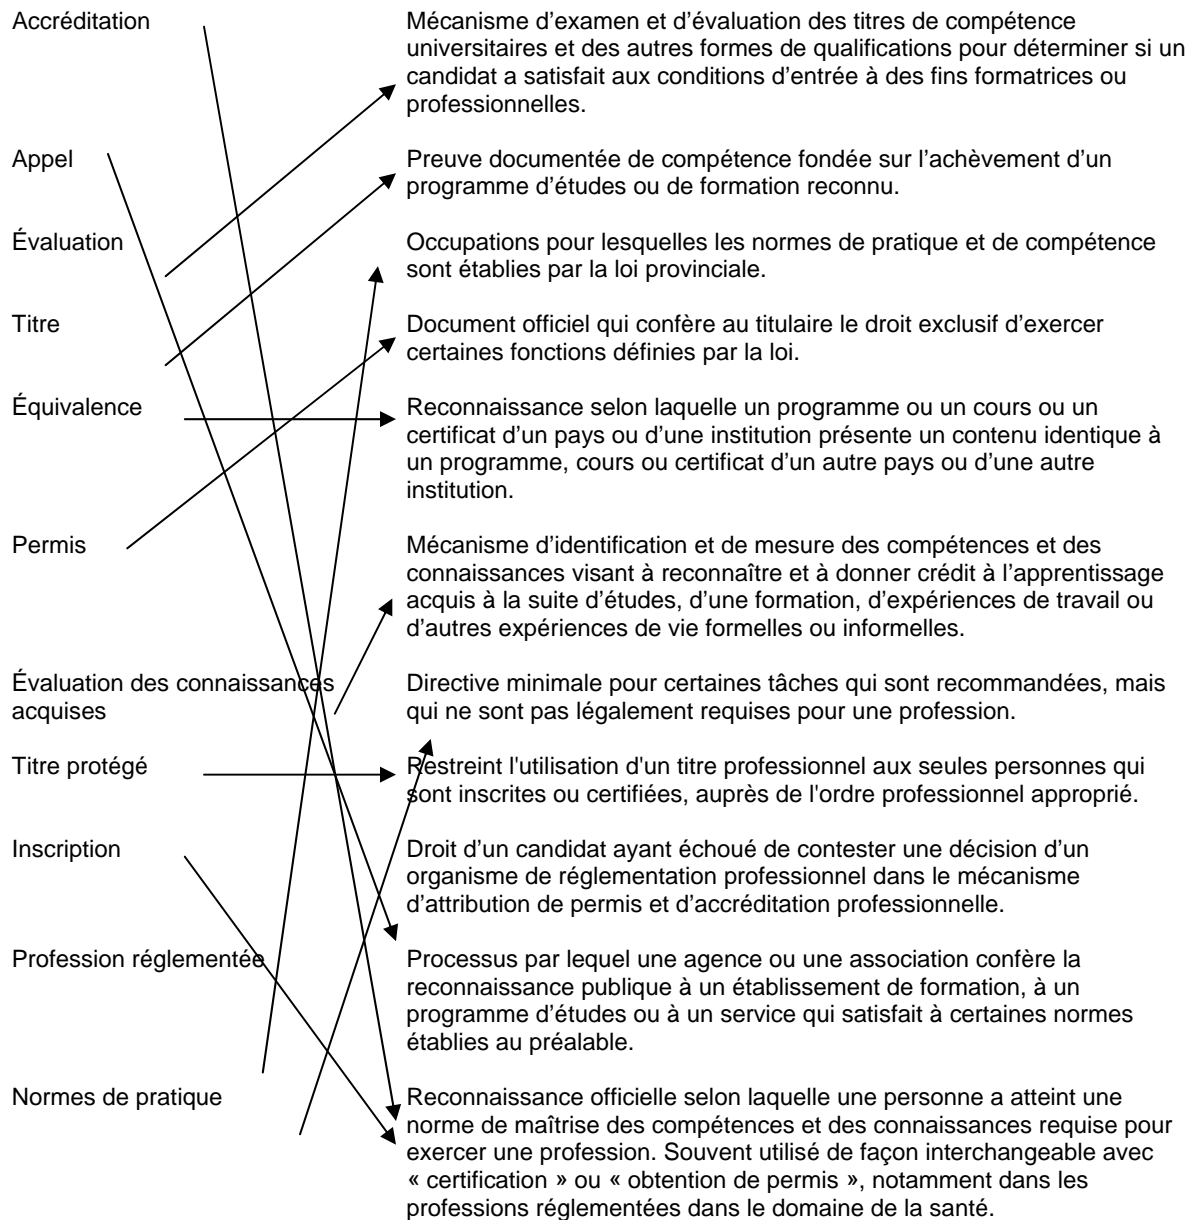 Accréditation
Mécanisme d’examen et d’évaluation des titres de compétence
universitaires et des autres formes de qualifications pour déterminer si un
candidat a satisfait aux conditions d’entrée à des fins formatrices ou
professionnelles.
Appel
Preuve documentée de compétence fondée sur l’achèvement d’un
programme d’études ou de formation reconnu.
Évaluation
Occupations pour lesquelles les normes de pratique et de compétence
sont établies par la loi provinciale.
Titre
Document officiel qui confère au titulaire le droit exclusif d’exercer
certaines fonctions définies par la loi.
Équivalence
Reconnaissance selon laquelle un programme ou un cours ou un
certificat d’un pays ou d’une institution présente un contenu identique à
un programme, cours ou certificat d’un autre pays ou d’une autre
institution.
Permis
Mécanisme d’identification et de mesure des compétences et des
connaissances visant à reconnaître et à donner crédit à l’apprentissage
acquis à la suite d’études, d’une formation, d’expériences de travail ou
d’autres expériences de vie formelles ou informelles.
Évaluation des connaissances
acquises
Directive minimale pour certaines tâches qui sont recommandées, mais
qui ne sont pas légalement requises pour une profession.
Titre protégé
Restreint l'utilisation d'un titre professionnel aux seules personnes qui
sont inscrites ou certifiées, auprès de l'ordre professionnel approprié.
Inscription
Droit d’un candidat ayant échoué de contester une décision d’un
organisme de réglementation professionnel dans le mécanisme
d’attribution de permis et d’accréditation professionnelle.
Profession réglementée
Processus par lequel une agence ou une association confère la
reconnaissance publique à un établissement de formation, à un
programme d’études ou à un service qui satisfait à certaines normes
établies au préalable.
Normes de pratique
Reconnaissance officielle selon laquelle une personne a atteint une
norme de maîtrise des compétences et des connaissances requise pour
exercer une profession. Souvent utilisé de façon interchangeable avec
« certification » ou « obtention de permis », notamment dans les
professions réglementées dans le domaine de la santé.